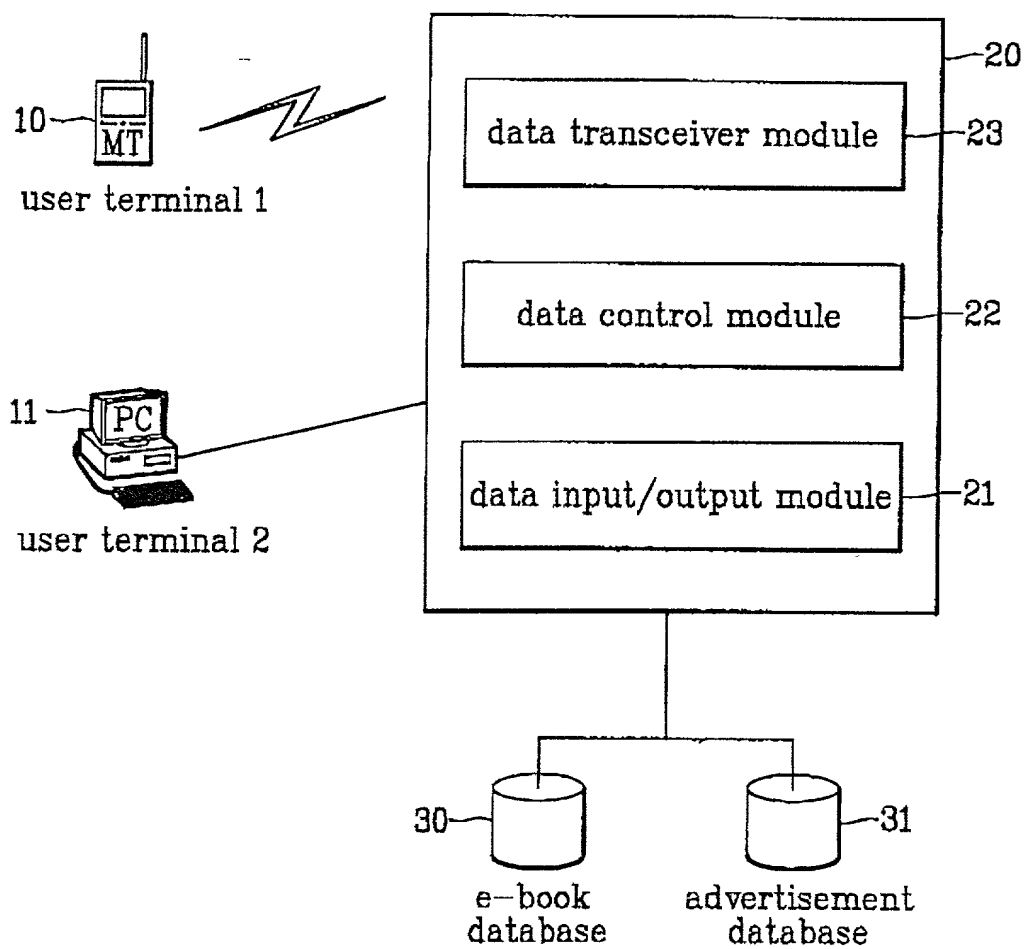 20
data transceiver module
23
10
MT
user terminal 1
data control module
22
11
PC
user terminal 2
data input/output module
21
30
31
e-book
database
advertisement
database